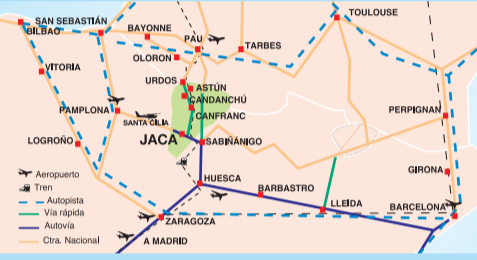 TOULOUSE
SAN SEBASTIÁN
BILBAO
BAYONNE
PAU
TARBES
OLORON
VITORIA
URDOS
ASTÚN
CANDANCHÚ
CANFRANC
PAMPLONA
SANTA CILIA
PERPIGNAN
LOGROÑO
JACA
SABIÑÁNIGO
GIRONA
HUESCA
BARBASTRO
LLEÍDA
BARCELONA
ZARAGOZA
A MADRID
Aeropuerto
Tren
Autopista
Vía rápida
Autovía
Ctra. Nacional